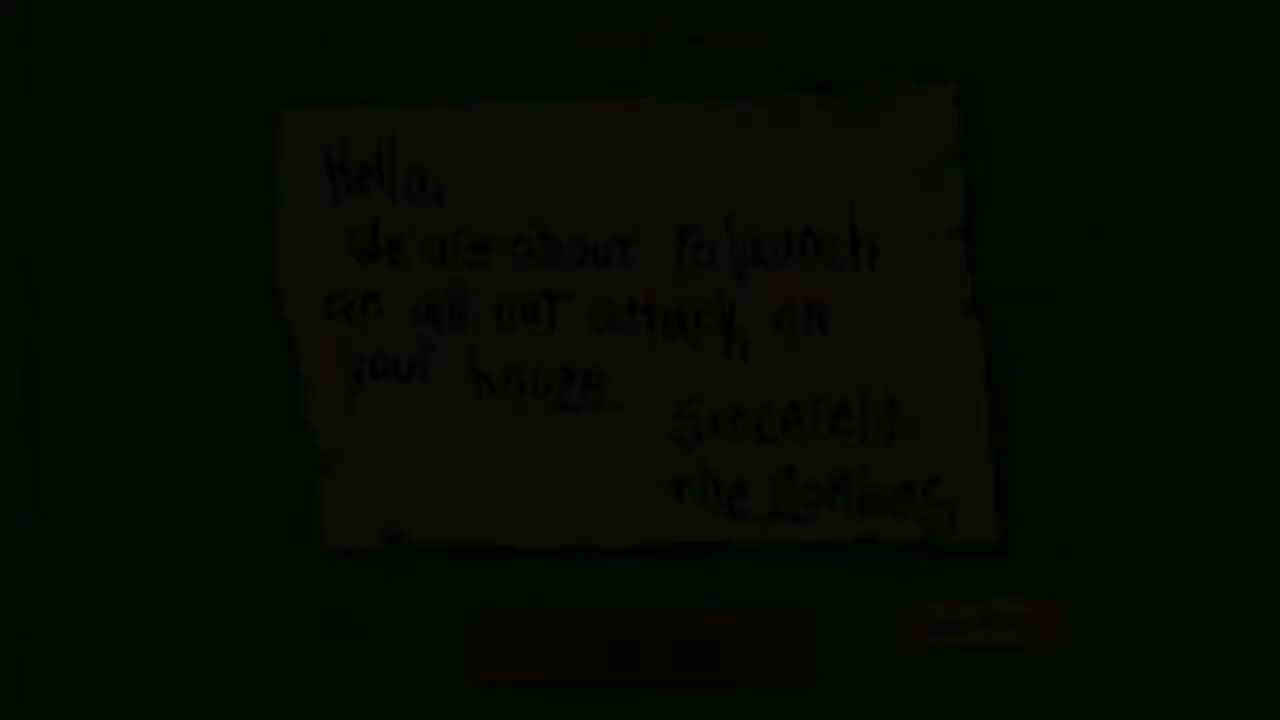 Hello,
We are about to launch
an all out attack on
your houze.
Sincerely,
the Zombies